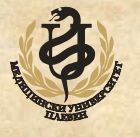 МЕДИЦИНСКИ УНИВЕРСИТЕТ
ПЛЕВЕН